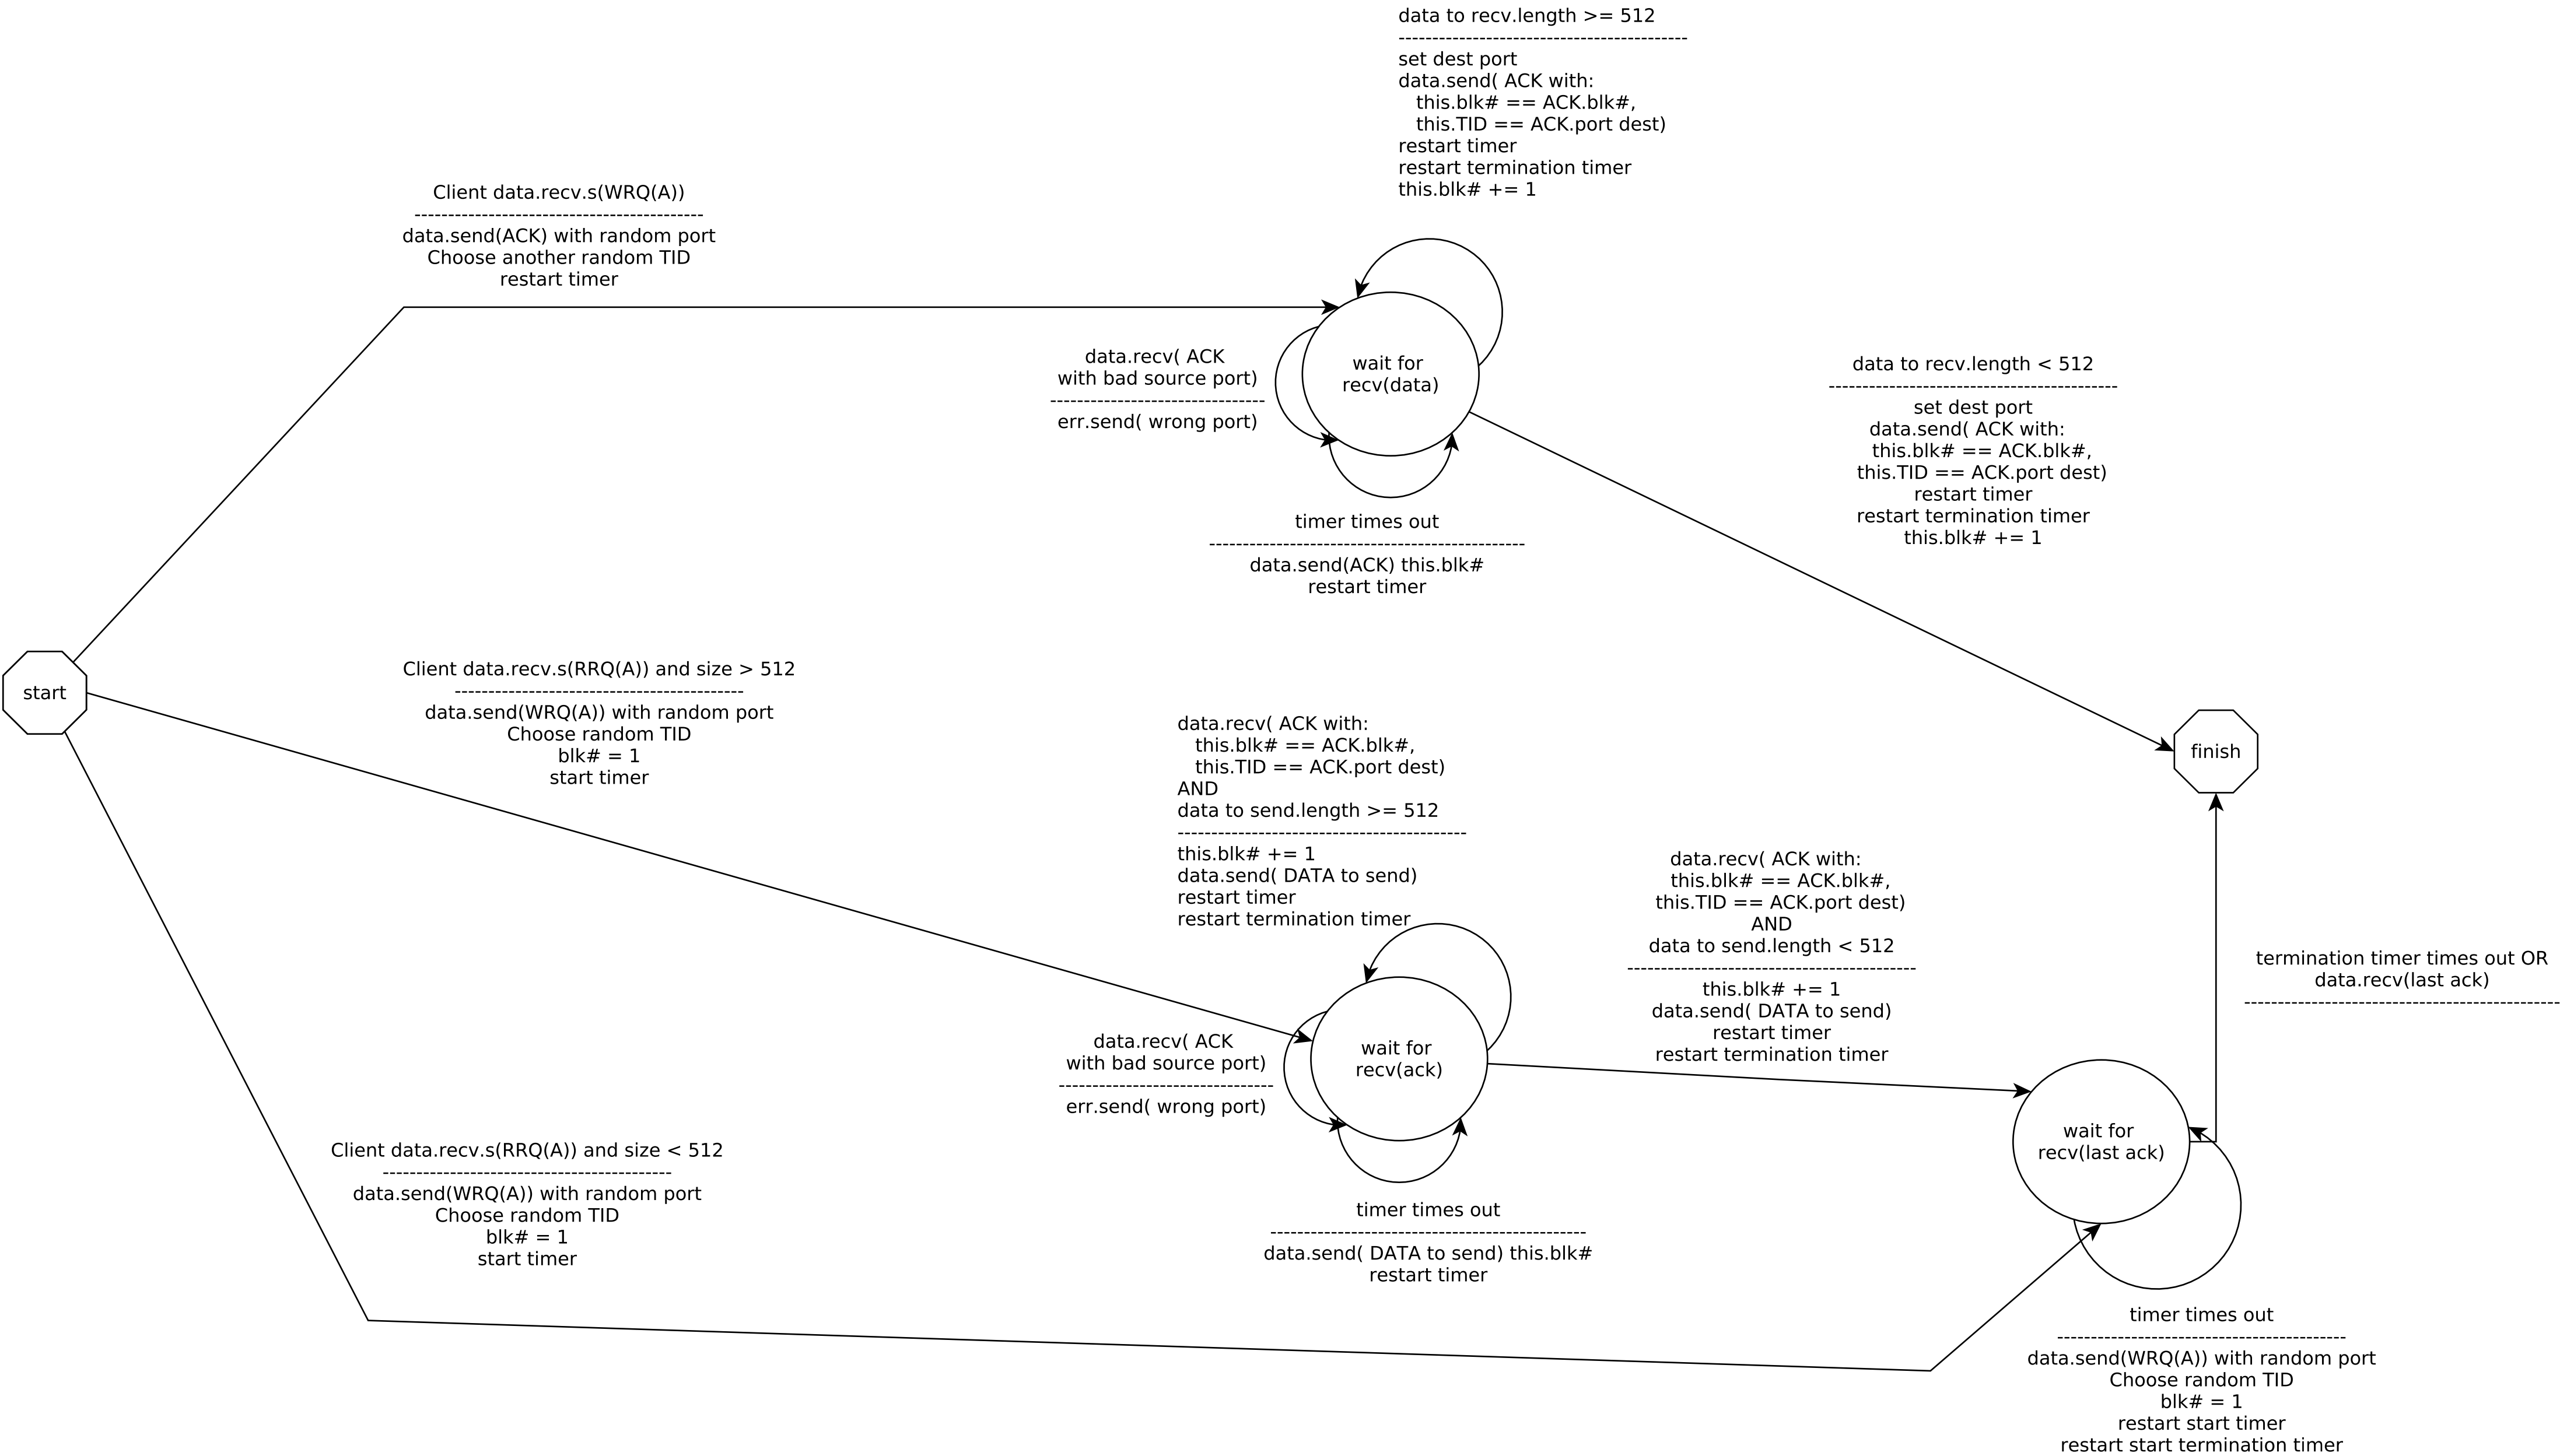 data to recv.length >= 512
-------------------------------------------
set dest port
data.send( ACK with:
this.blk# == ACK.blk#,
this.TID == ACK.port dest)
restart timer
restart termination timer
this.blk# += 1
Client data.recv.s(WRQ(A))
-------------------------------------------
data.send(ACK) with random port
Choose another random TID
restart timer
data.recv( ACK
with bad source port)
--------------------------------
err.send( wrong port)
wait for
recv(data)
timer times out
-----------------------------------------------
data.send(ACK) this.blk#
restart timer
data to recv.length < 512
-------------------------------------------
set dest port
data.send( ACK with:
this.blk# == ACK.blk#,
this.TID == ACK.port dest)
restart timer
restart termination timer
this.blk# += 1
start
Client data.recv.s(RRQ(A)) and size > 512
-------------------------------------------
data.send(WRQ(A)) with random port
Choose random TID
blk# = 1
start timer
finish
data.recv( ACK with:
this.blk# == ACK.blk#,
this.TID == ACK.port dest)
AND
data to send.length >= 512
-------------------------------------------
this.blk# += 1
data.send( DATA to send)
restart timer
restart termination timer
data.recv( ACK with:
this.blk# == ACK.blk#,
this.TID == ACK.port dest)
AND
data to send.length < 512
-------------------------------------------
this.blk# += 1
data.send( DATA to send)
restart timer
restart termination timer
termination timer times out OR
data.recv(last ack)
-----------------------------------------------
data.recv( ACK
with bad source port)
--------------------------------
err.send( wrong port)
wait for
recv(ack)
wait for
recv(last ack)
Client data.recv.s(RRQ(A)) and size < 512
-------------------------------------------
data.send(WRQ(A)) with random port
Choose random TID
blk# = 1
start timer
timer times out
-----------------------------------------------
data.send( DATA to send) this.blk#
restart timer
timer times out
-------------------------------------------
data.send(WRQ(A)) with random port
Choose random TID
blk# = 1
restart start timer
restart start termination timer